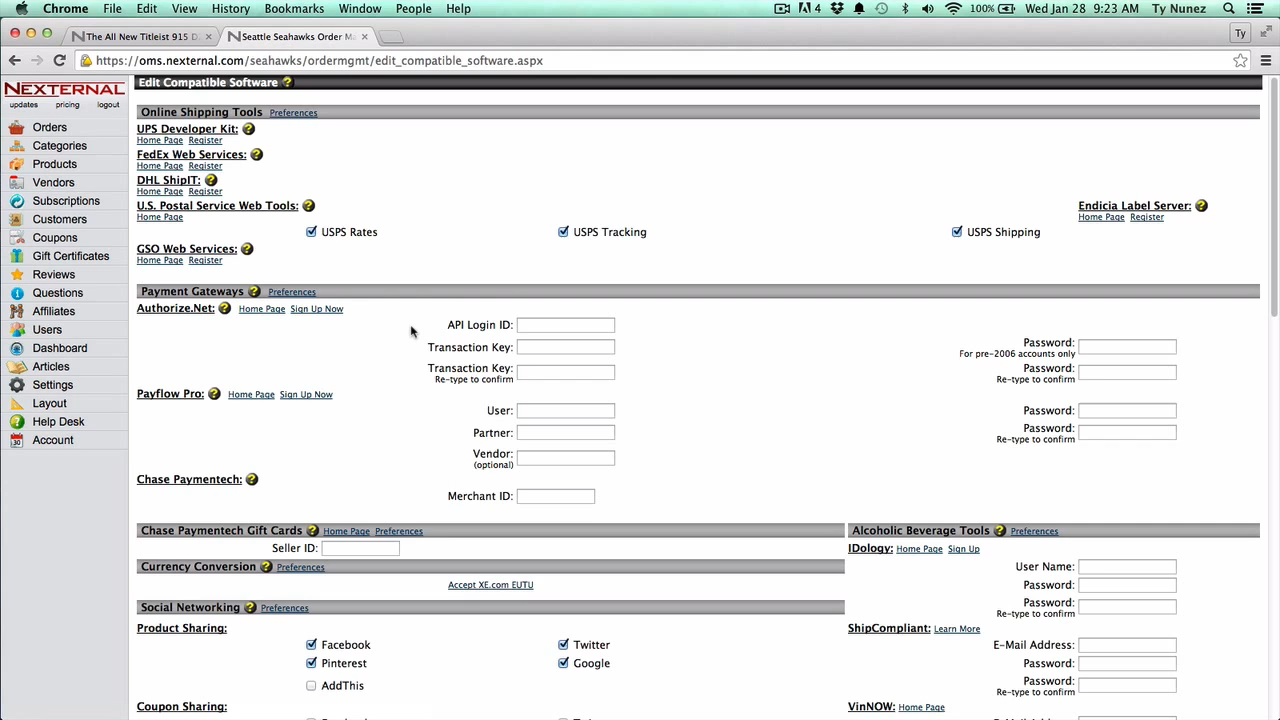 Chrome File Edit View History Bookmarks Window People Help 4 100% Wed Jan 28 9:23 AM Ty Nunez
The All New Titleist 915 D
Seattle Seahawks Order Ma
Ty
https://oms.nexternal.com/seahawks/ordermgmt/edit_compatible_software.aspx
NEXTERNAL
updates pricing logout
Orders
Categories
Products
Vendors
Subscriptions
Customers
Coupons
Gift Certificates
Reviews
Questions
Affiliates
Users
Dashboard
Articles
Settings
Layout
Help Desk
Account
Edit Compatible Software ?
Online Shipping Tools Preferences
UPS Developer Kit: ?
Home Page Register
FedEx Web Services: ?
Home Page Register
DHL ShipIT: ?
Home Page Register
U.S. Postal Service Web Tools: ? Endicia Label Server: ?
Home Page Home Page Register
USPS Rates USPS Tracking USPS Shipping
GSO Web Services: ?
Home Page Register
Payment Gateways ? Preferences
Authorize.Net: ? Home Page Sign Up Now
API Login ID:
Transaction Key: Password:
For pre-2006 accounts only
Transaction Key: Password:
Re-type to confirm Re-type to confirm
Payflow Pro: ? Home Page Sign Up Now
User: Password:
Partner: Password:
Re-type to confirm
Vendor:
(optional)
Chase Paymentech: ?
Merchant ID:
Chase Paymentech Gift Cards ? Home Page Preferences
Seller ID:
Currency Conversion ? Preferences
Accept XE.com EUTU
Social Networking ? Preferences
Product Sharing:
Facebook Twitter
Pinterest Google
AddThis
Coupon Sharing:
Alcoholic Beverage Tools ? Preferences
IDology: Home Page Sign Up
User Name:
Password:
Password:
Re-type to confirm
ShipCompliant: Learn More
E-Mail Address:
Password:
Password:
Re-type to confirm
VinNOW: Home Page